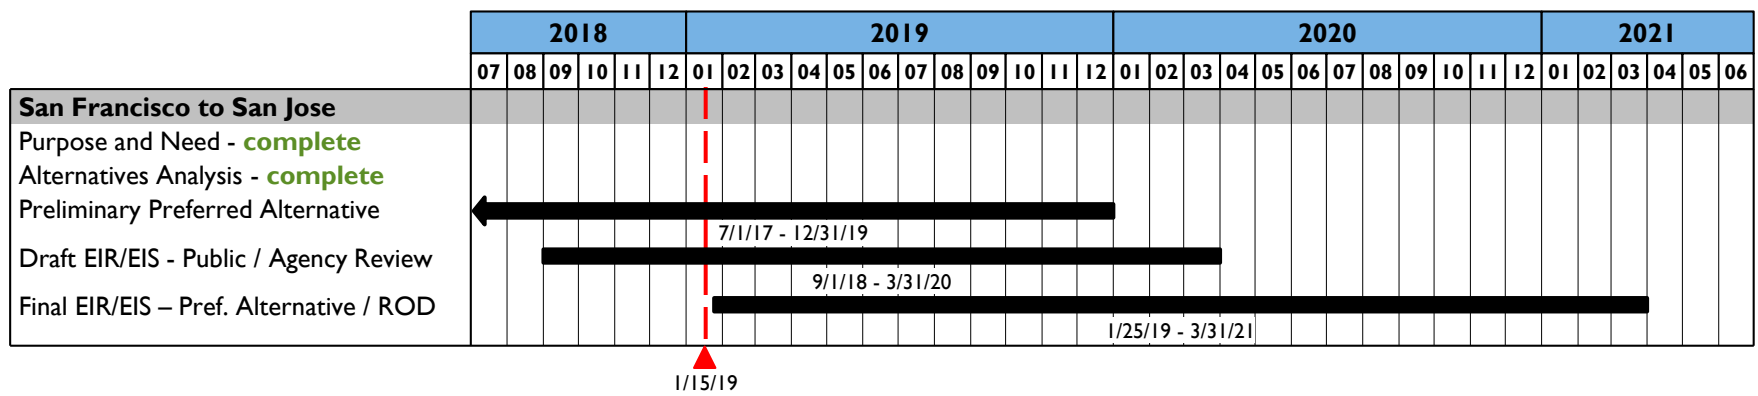 2018 2019 2020 2021
07 08 09 10 11 12 01 02 03 04 05 06 07 08 09 10 11 12 01 02 03 04 05 06 07 08 09 10 11 12 01 02 03 04 05 06
San Francisco to San Jose
Purpose and Need - complete
Alternatives Analysis - complete
Preliminary Preferred Alternative
7/1/17 - 12/31/19
Draft EIR/EIS - Public / Agency Review
9/1/18 - 3/31/20
Final EIR/EIS – Pref. Alternative / ROD
1/25/19 - 3/31/21
1/15/19